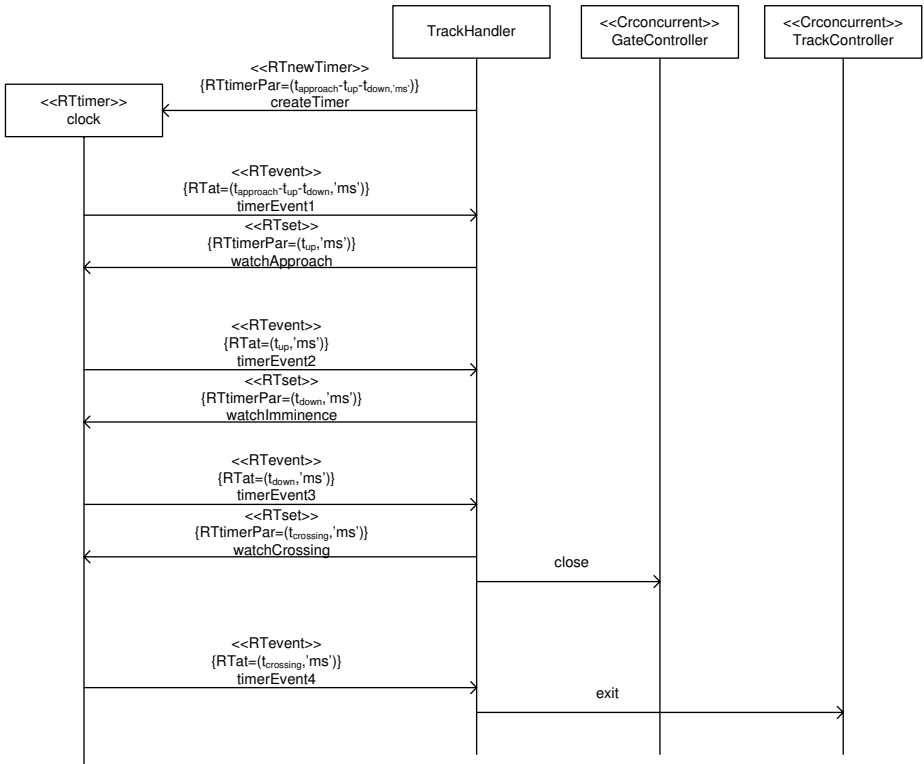 TrackHandler
<<Crconcurrent>>
GateController
<<Crconcurrent>>
TrackController
<<RTnewTimer>>
{RTtimerPar=(tapproach-tup-tdown,'ms')}
createTimer
<<RTtimer>>
clock
<<RTevent>>
{RTat=(tapproach-tup-tdown,'ms')}
timerEvent1
<<RTset>>
{RTtimerPar=(tup,'ms')}
watchApproach
<<RTevent>>
{RTat=(tup,'ms')}
timerEvent2
<<RTset>>
{RTtimerPar=(tdown,'ms')}
watchImminence
<<RTevent>>
{RTat=(tdown,'ms')}
timerEvent3
<<RTset>>
{RTtimerPar=(tcrossing,'ms')}
watchCrossing
close
<<RTevent>>
{RTat=(tcrossing,'ms')}
timerEvent4
exit